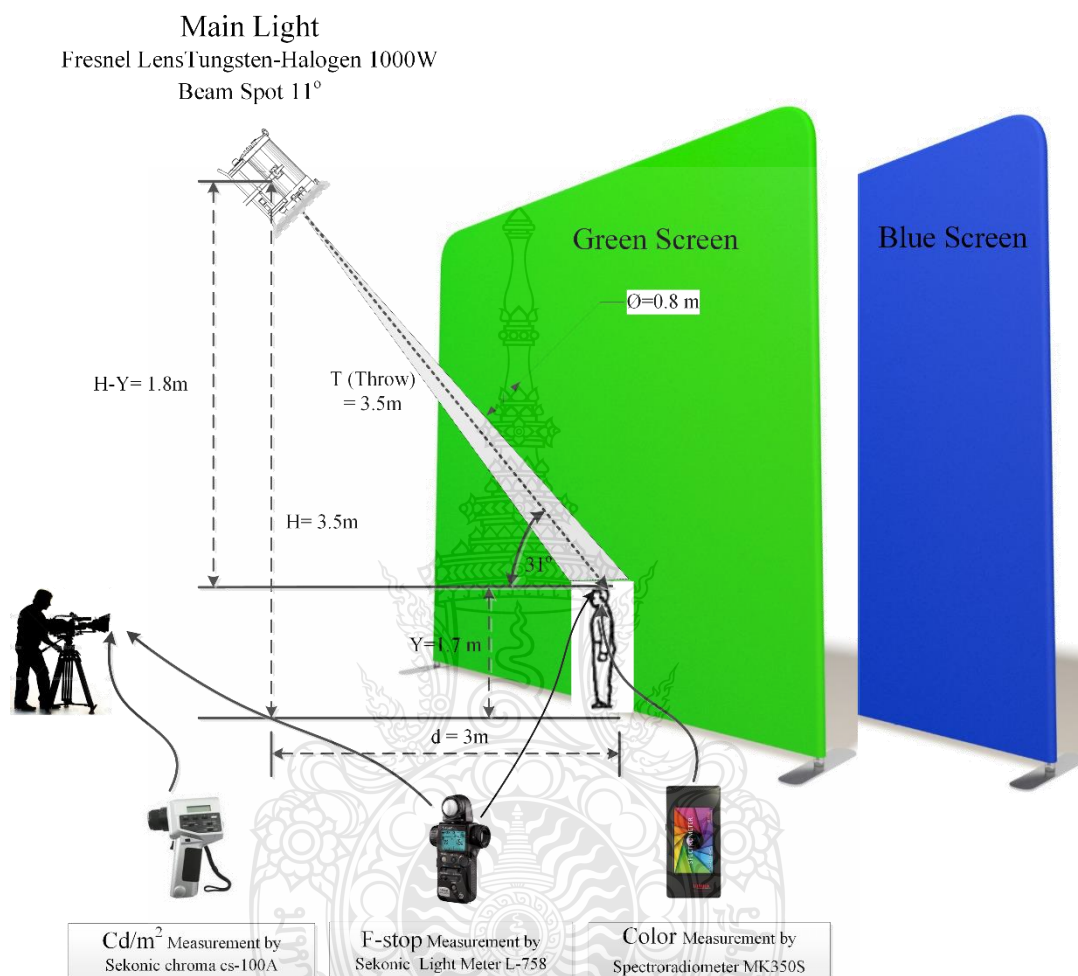 Main Light
Fresnel LensTungsten-Halogen 1000W
Beam Spot 11°
Green Screen
Blue Screen
Ø=0.8 m
H-Y= 1.8m
T (Throw)
= 3.5m
H= 3.5m
31°
Y=1.7 m
d = 3m
Cd/m² Measurement by
Sekonic chroma cs-100A
F-stop Measurement by
Sekonic Light Meter L-758
Color Measurement by
Spectroradiometer MK350S